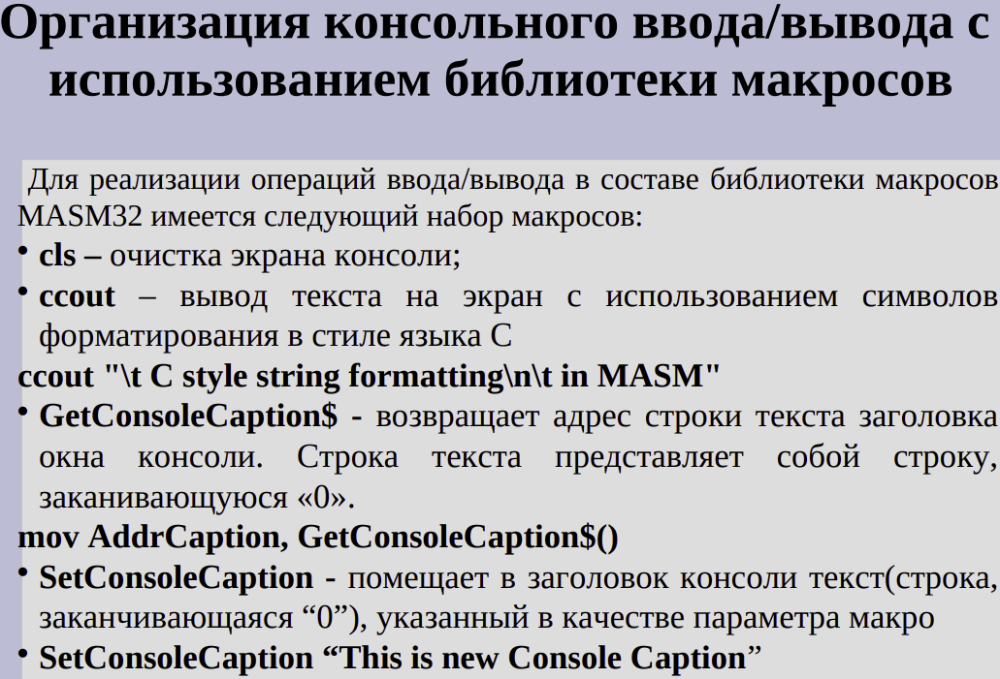 Организация консольного ввода/вывода с
использованием библиотеки макросов
Для реализации операций ввода/вывода в составе библиотеки макросов
MASM32 имеется следующий набор макросов:
• cls – очистка экрана консоли;
• ccout – вывод текста на экран с использованием символов
форматирования в стиле языка С
ccout "\t C style string formatting\n\t in MASM"
• GetConsoleCaption$ - возвращает адрес строки текста заголовка
окна консоли. Строка текста представляет собой строку,
заканивающуюся «0».
mov AddrCaption, GetConsoleCaption$()
• SetConsoleCaption - помещает в заголовок консоли текст(строка,
заканчивающаяся “0”), указанный в качестве параметра макро
• SetConsoleCaption “This is new Console Caption”